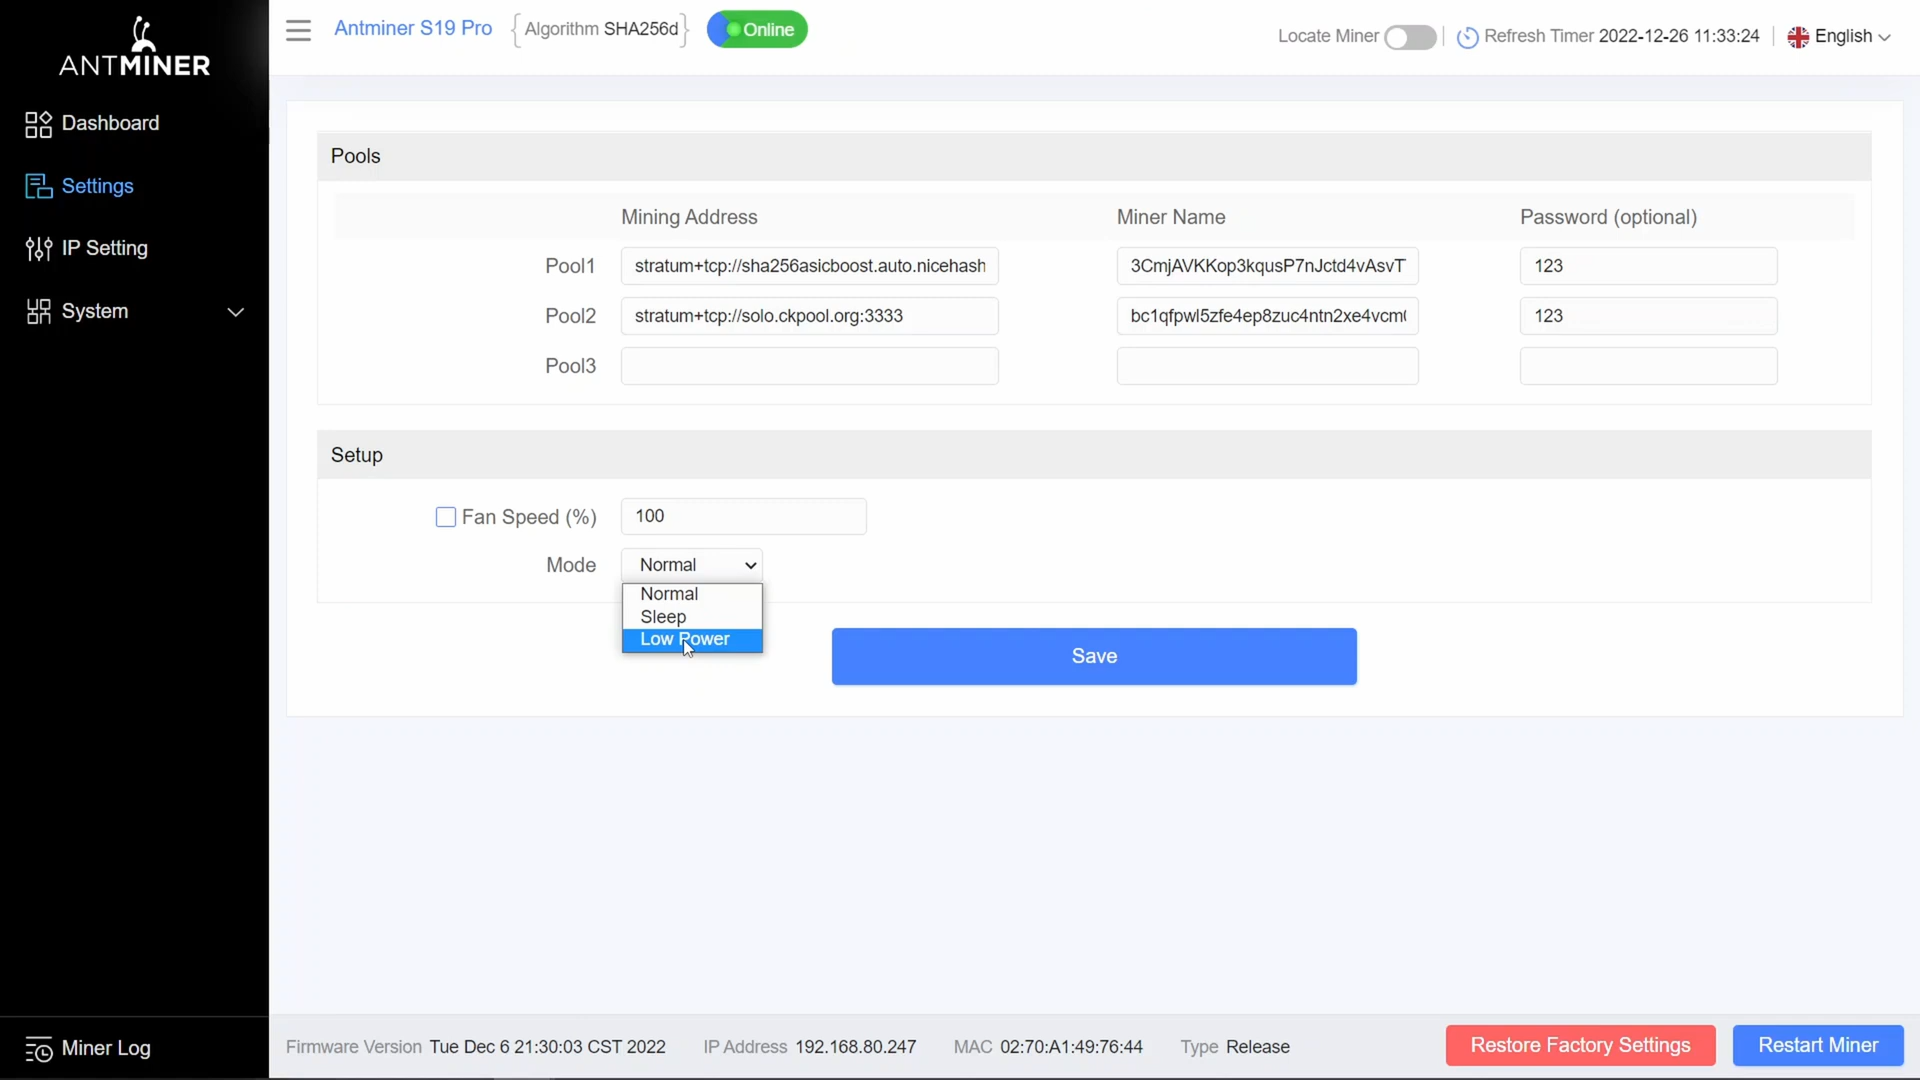 ANTMINER
Antminer S19 Pro
Algorithm SHA256d
Online
Locate Miner
Refresh Timer 2022-12-26 11:33:24
English
Dashboard
Settings
IP Setting
System
Pools
Mining Address Miner Name Password (optional)
Pool1 stratum+tcp://sha256asicboost.auto.nicehash 3CmjAVKKop3kqusP7nJctd4vAsvT 123
Pool2 stratum+tcp://solo.ckpool.org:3333 bc1qfpwl5zfe4ep8zuc4ntn2xe4vcm 123
Pool3
Setup
Fan Speed (%) 100
Mode Normal
Normal
Sleep
Low Power
Save
Miner Log
Firmware Version Tue Dec 6 21:30:03 CST 2022 IP Address 192.168.80.247 MAC 02:70:A1:49:76:44 Type Release
Restore Factory Settings
Restart Miner